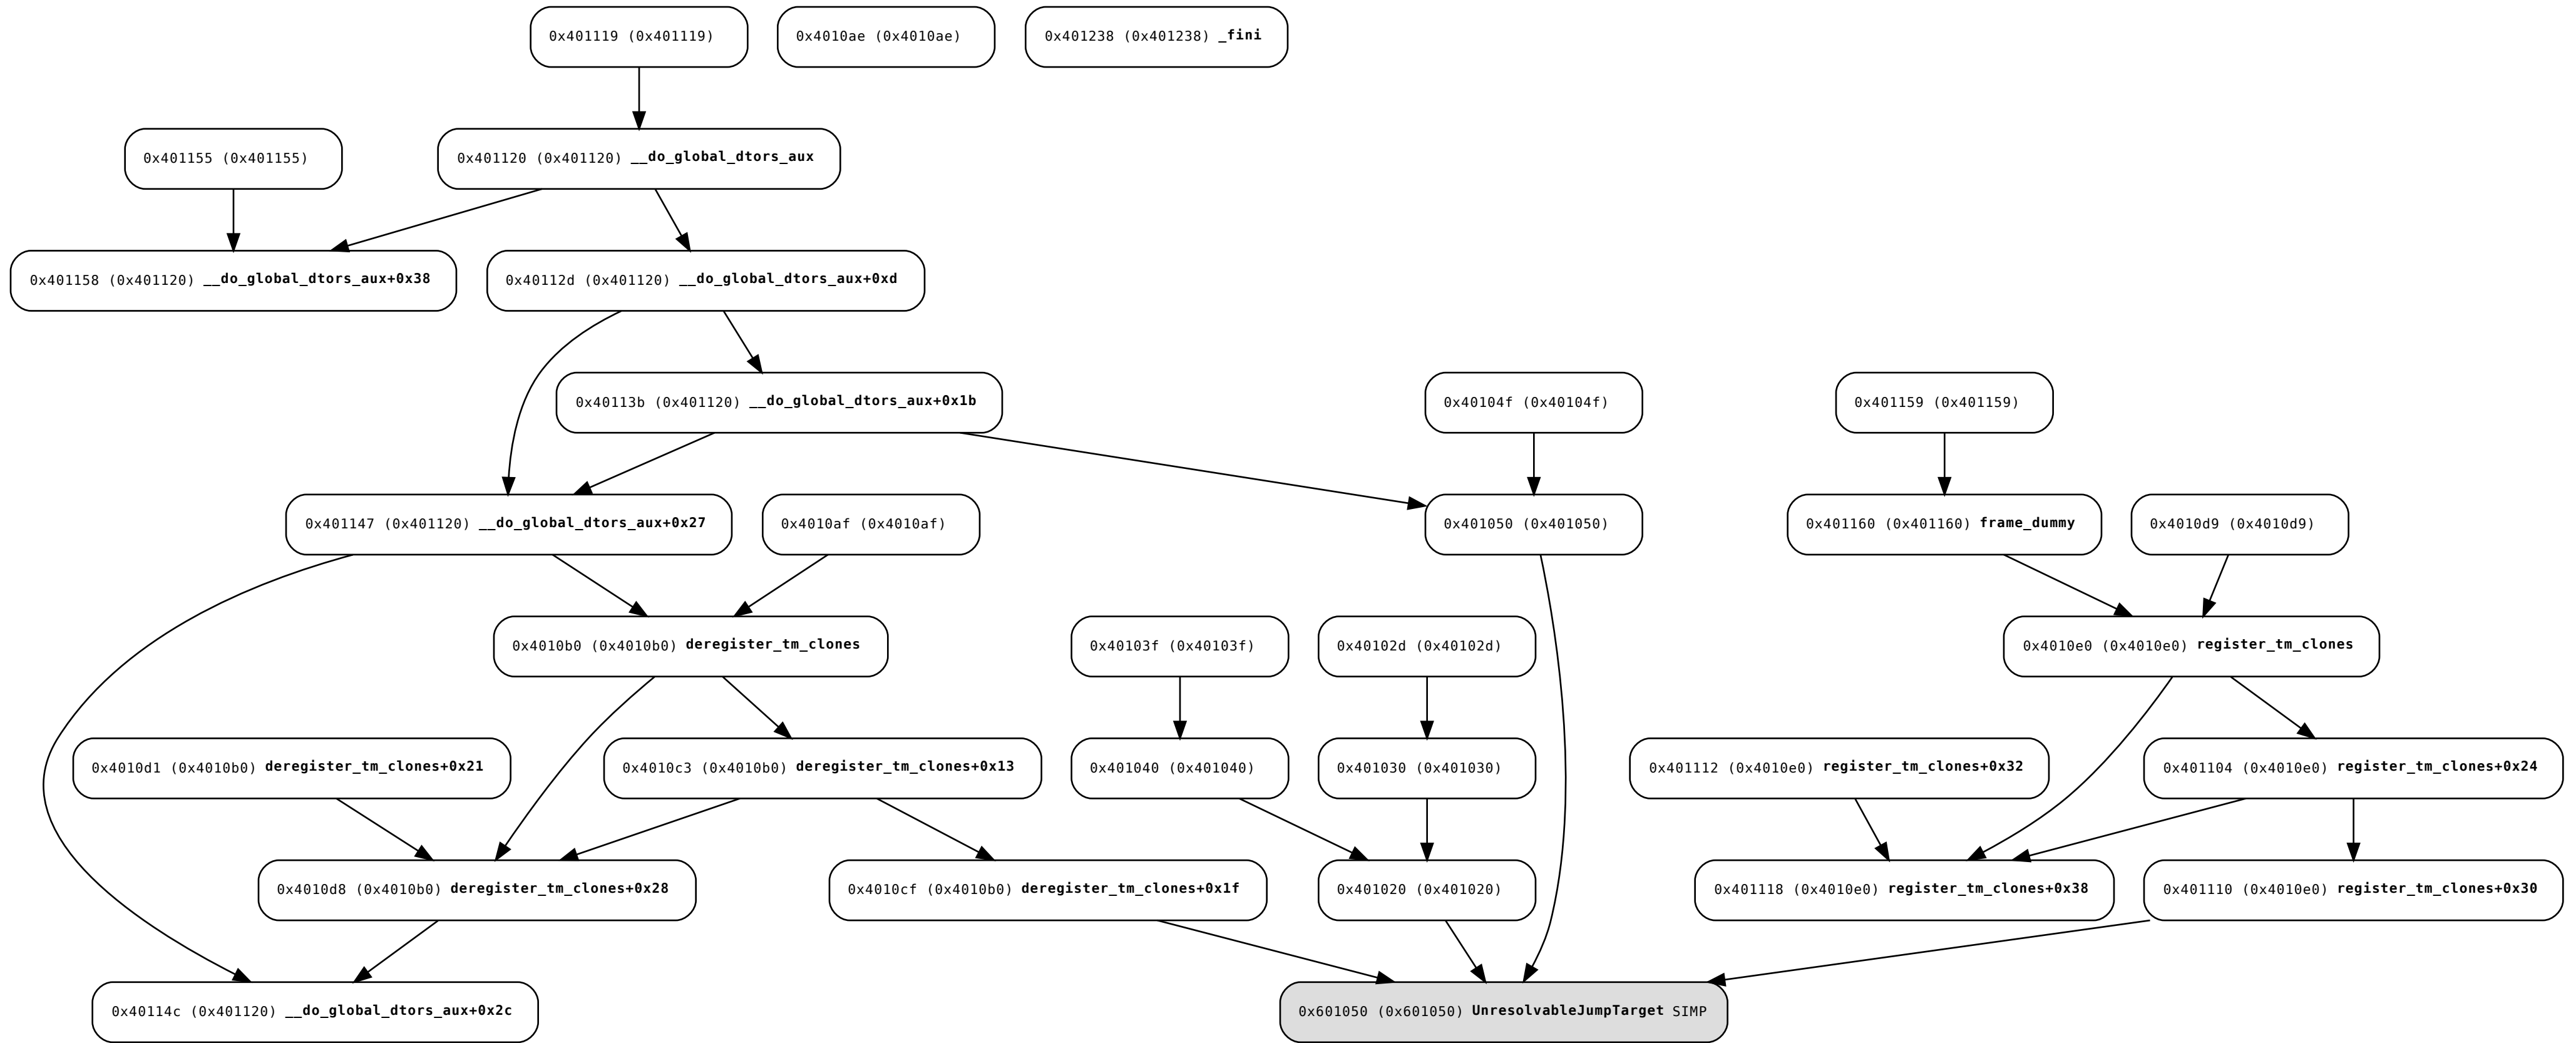 0x401119 (0x401119)
0x4010ae (0x4010ae)
0x401238 (0x401238) _fini
0x401155 (0x401155)
0x401120 (0x401120) __do_global_dtors_aux
0x401158 (0x401120) __do_global_dtors_aux+0x38
0x40112d (0x401120) __do_global_dtors_aux+0xd
0x40113b (0x401120) __do_global_dtors_aux+0x1b
0x40104f (0x40104f)
0x401159 (0x401159)
0x401147 (0x401120) __do_global_dtors_aux+0x27
0x4010af (0x4010af)
0x401050 (0x401050)
0x401160 (0x401160) frame_dummy
0x4010d9 (0x4010d9)
0x4010b0 (0x4010b0) deregister_tm_clones
0x40103f (0x40103f)
0x40102d (0x40102d)
0x4010e0 (0x4010e0) register_tm_clones
0x4010d1 (0x4010b0) deregister_tm_clones+0x21
0x4010c3 (0x4010b0) deregister_tm_clones+0x13
0x401040 (0x401040)
0x401030 (0x401030)
0x401112 (0x4010e0) register_tm_clones+0x32
0x401104 (0x4010e0) register_tm_clones+0x24
0x4010d8 (0x4010b0) deregister_tm_clones+0x28
0x4010cf (0x4010b0) deregister_tm_clones+0x1f
0x401020 (0x401020)
0x401118 (0x4010e0) register_tm_clones+0x38
0x401110 (0x4010e0) register_tm_clones+0x30
0x40114c (0x401120) __do_global_dtors_aux+0x2c
0x601050 (0x601050) UnresolvableJumpTarget SIMP